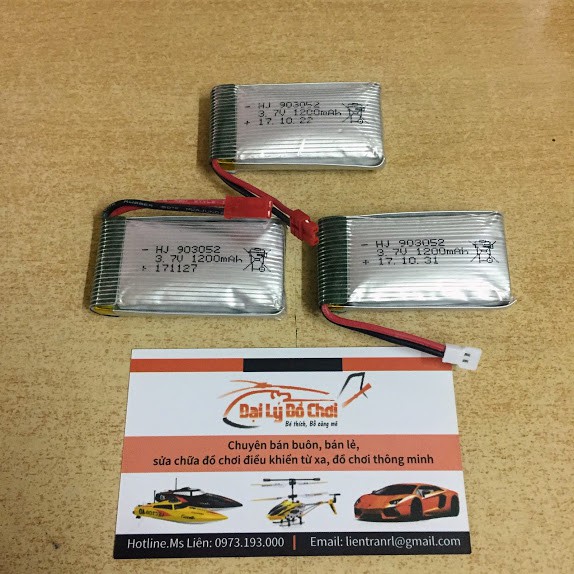 - HJ 903052
3.7V 1200mAh
+ 17.10.22
- HJ 903052
3.7V 1200mAh
+ 171127
- HJ 903052
3.7V 1200mAh
+ 17.10.31
Đại Lý Đồ Chơi
Bé thích, Bố cũng mê
Chuyên bán buôn, bán lẻ,
sửa chữa đồ chơi điều khiển từ xa, đồ chơi thông minh
Hotline.Ms Liên: 0973.193.000 | Email: lientranrl@gmail.com